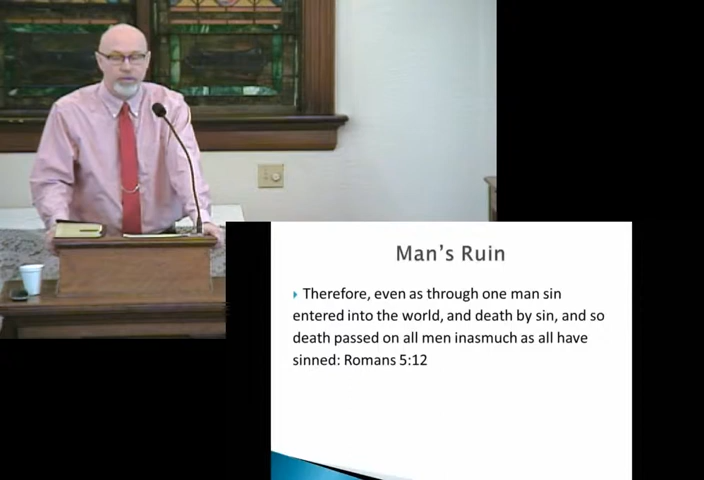 Man's Ruin
Therefore, even as through one man sin
entered into the world, and death by sin, and so
death passed on all men inasmuch as all have
sinned: Romans 5:12